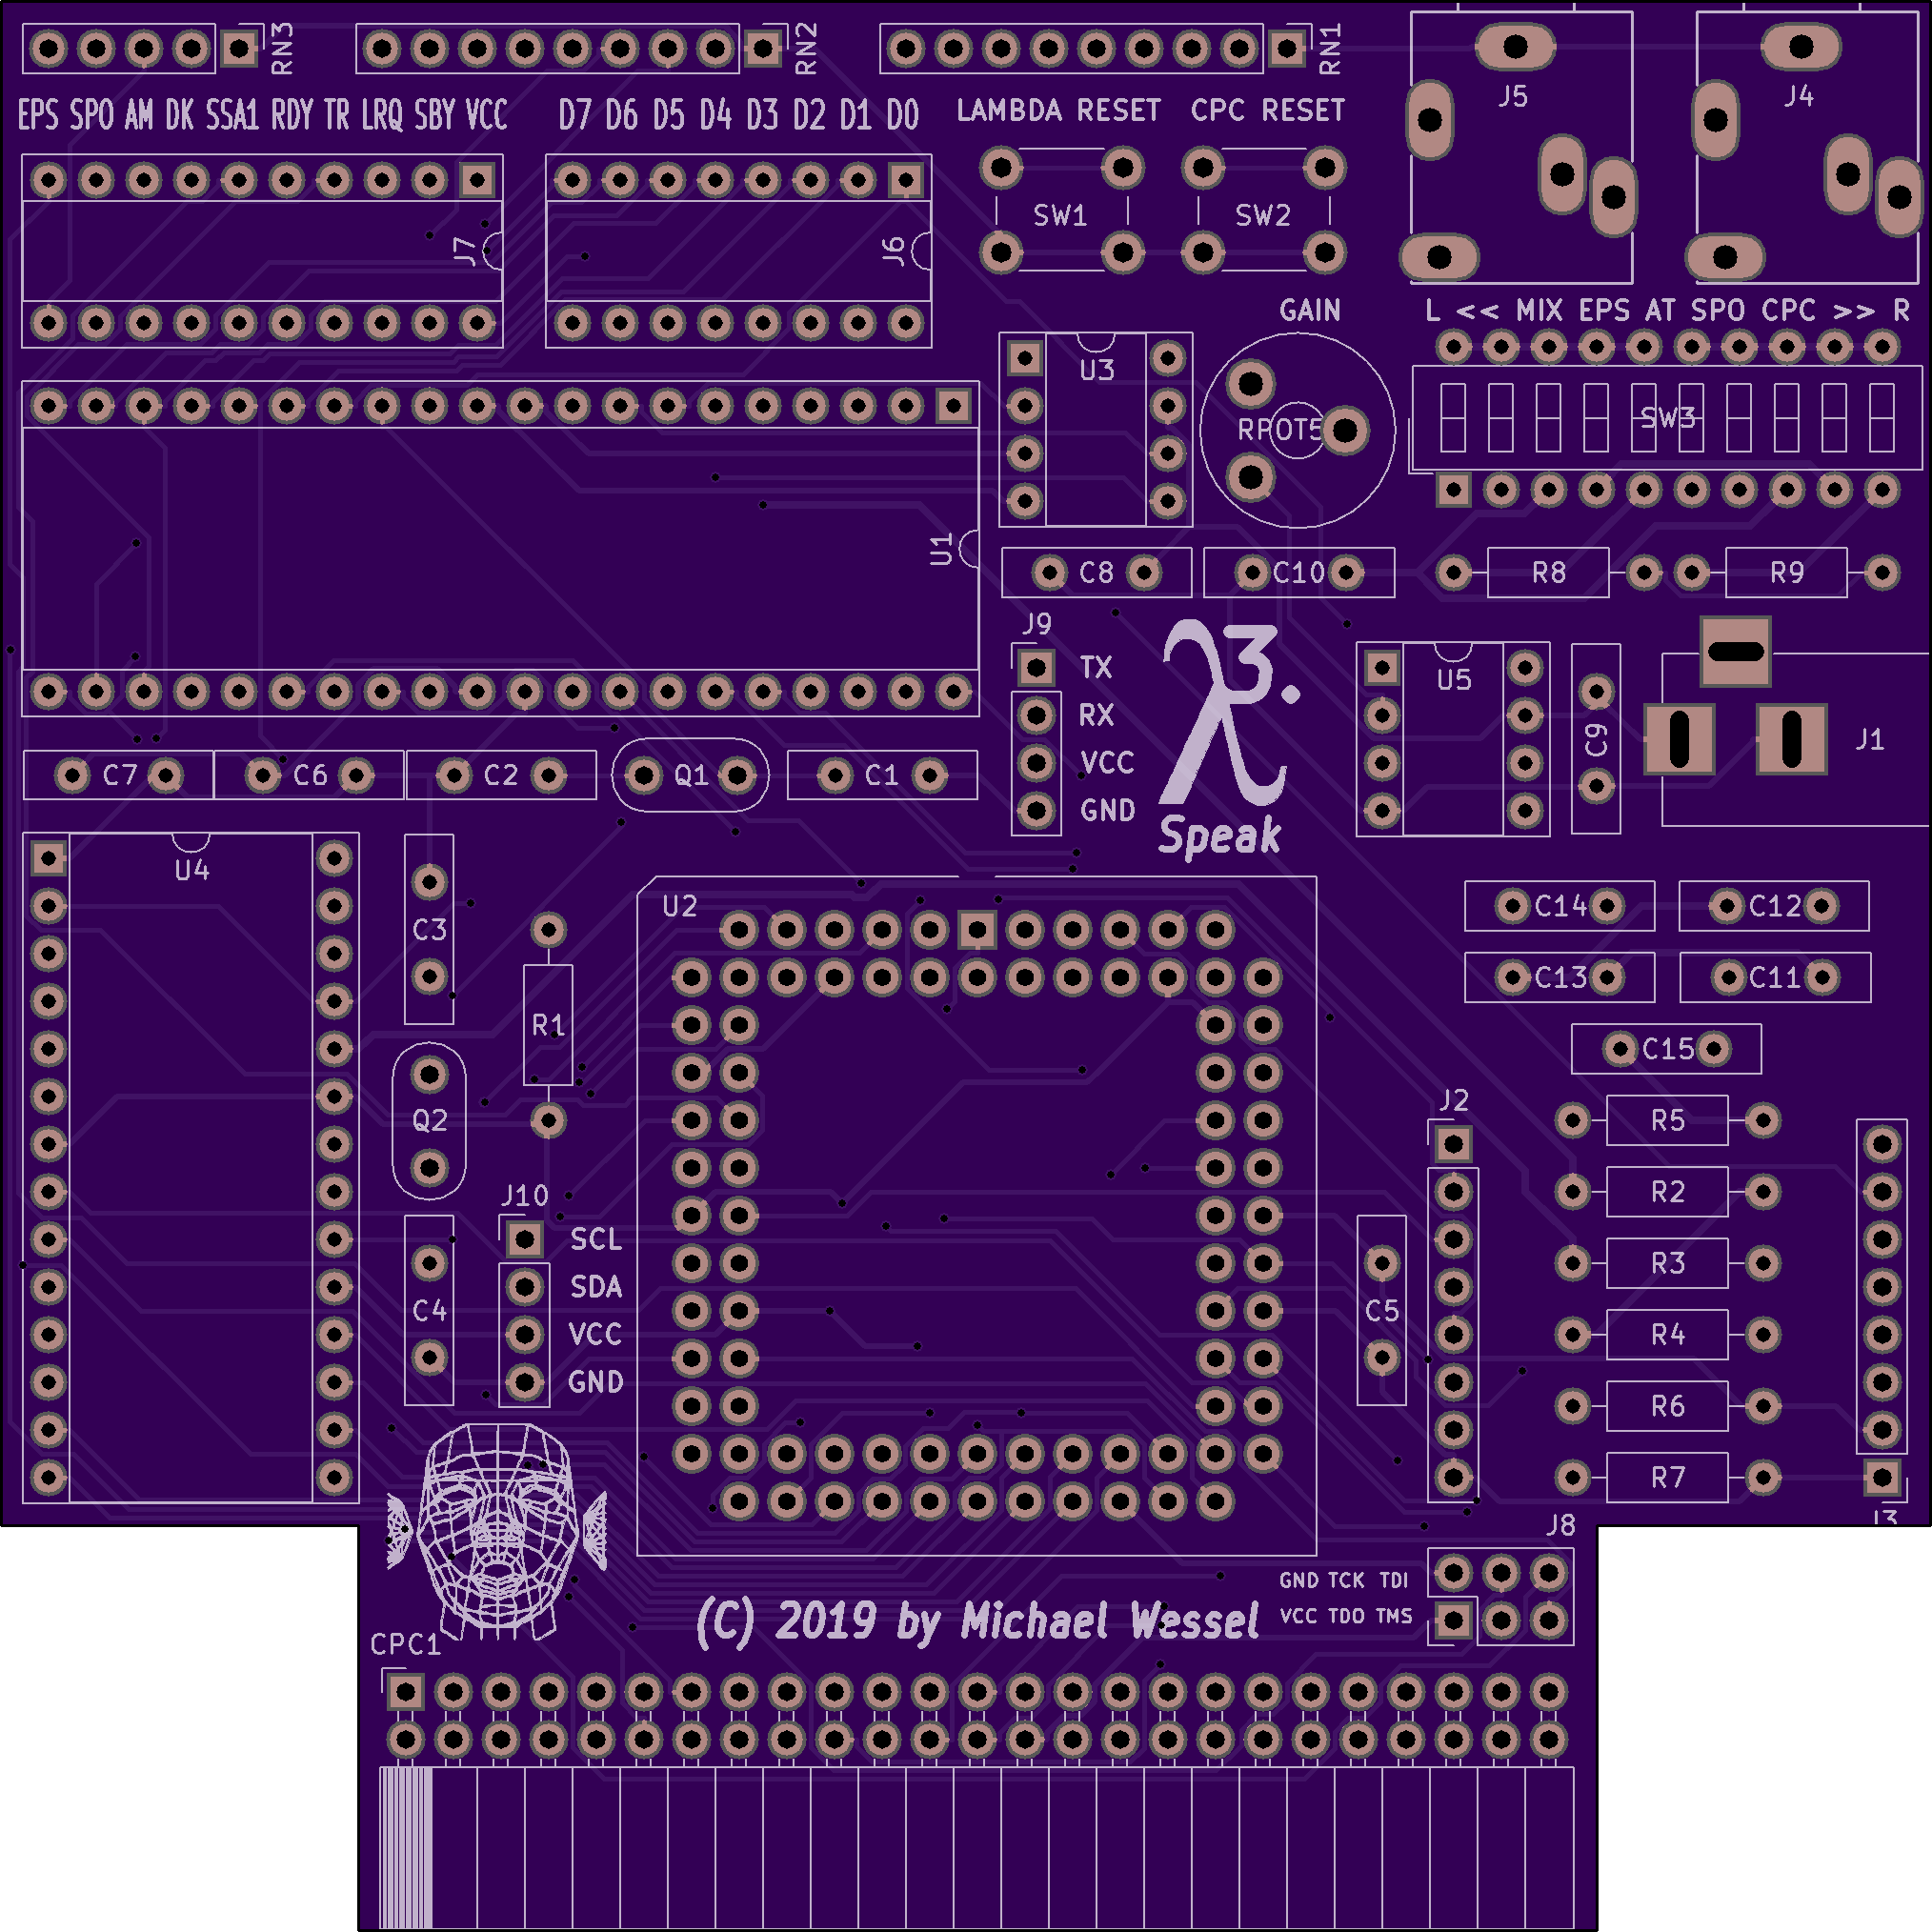 RN3
RN2
RN1
J5
J4
EPS SPO AM DK SSA1 RDY TR LRQ SBY VCC
D7 D6 D5 D4 D3 D2 D1 D0
LAMBDA RESET
CPC RESET
J7
J6
SW1
SW2
GAIN
L << MIX EPS AT SPO CPC >> R
U3
RPOT5
SW3
U1
C8
C10
R8
R9
J9
TX
RX
VCC
GND
λ3.
Speak
U5
C9
J1
C7
C6
C2
Q1
C1
U4
C3
U2
C14
C12
C13
C11
R1
C15
Q2
J2
R5
J10
R2
SCL
SDA
VCC
GND
R3
C4
C5
R4
R6
R7
J3
J8
GND TCK TDI
VCC TDO TMS
(C) 2019 by Michael Wessel
CPC1